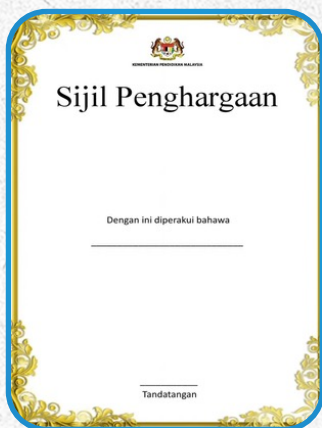 KEMENTERIAN PENDIDIKAN MALAYSIA
Sijil Penghargaan
Dengan ini diperakui bahawa
Tandatangan